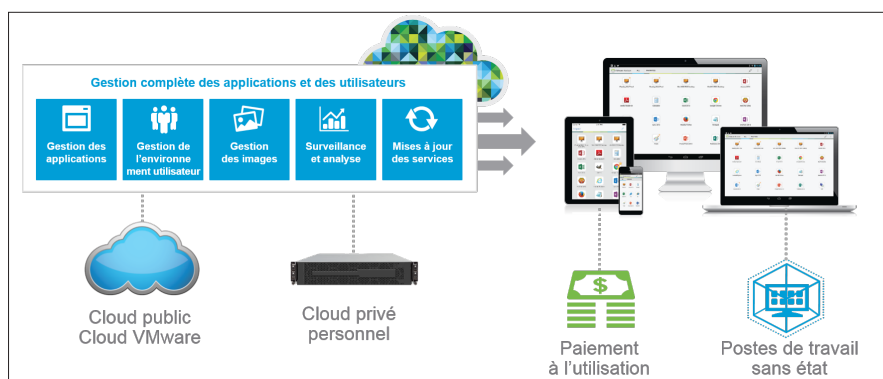 Gestion complète des applications et des utilisateurs
Gestion des
applications
Gestion de
l'environne
ment utilisateur
Gestion
des images
Surveillance
et analyse
Mises à jour
des services
Cloud public
Cloud VMware
Cloud privé
personnel
$
Paiement
à l'utilisation
Postes de travail
sans état